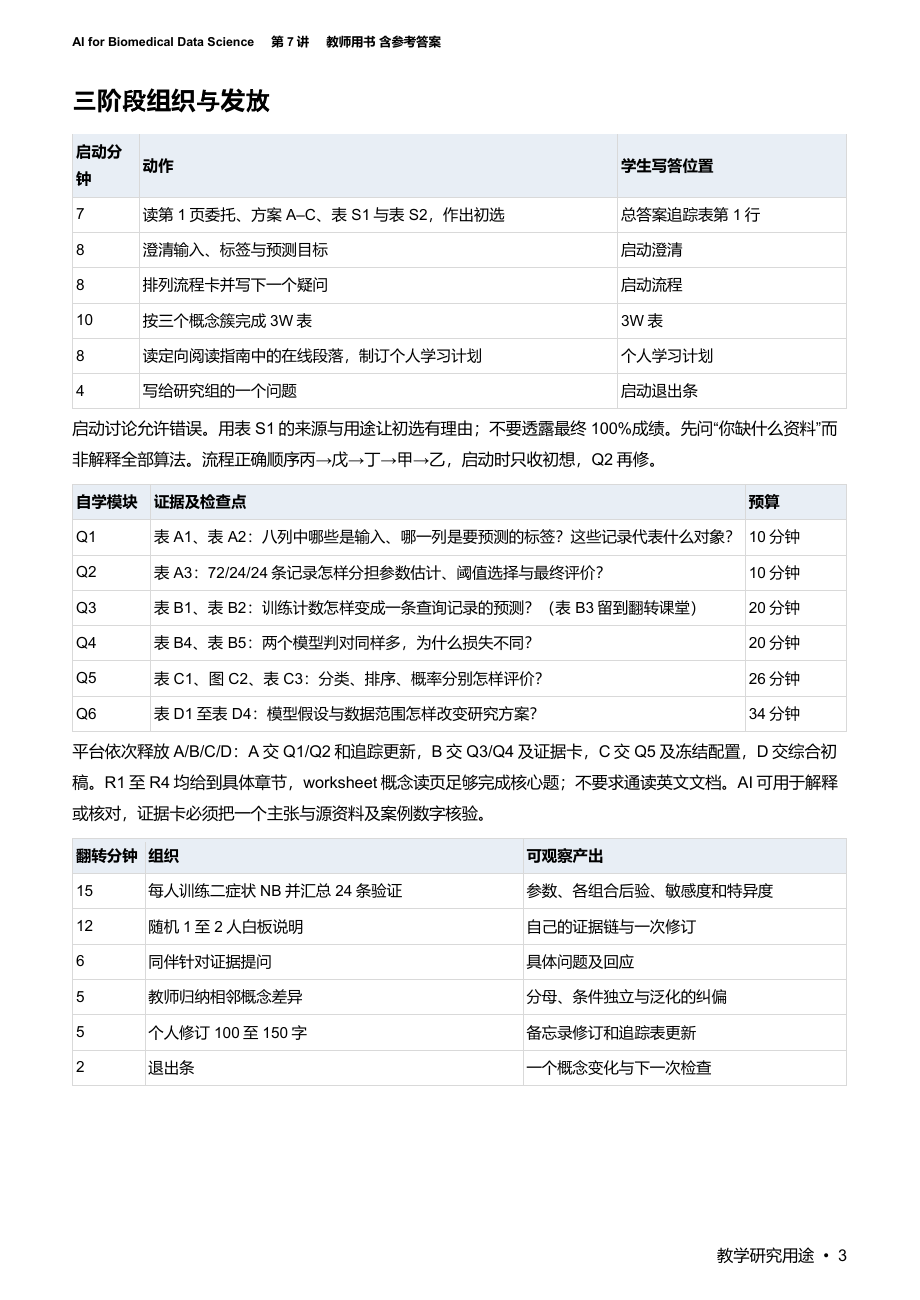 AI for Biomedical Data Science 第 7 讲 教师用书 含参考答案
三阶段组织与发放
启动分钟 动作 学生写答位置
7 读第 1 页委托、方案 A–C、表 S1 与表 S2，作出初选 总答案追踪表第 1 行
8 澄清输入、标签与预测目标 启动澄清
8 排列流程卡并写下一个疑问 启动流程
10 按三个概念簇完成 3W 表 3W 表
8 读定向阅读指南中的在线段落，制订个人学习计划 个人学习计划
4 写给研究组的一个问题 启动退出条
启动讨论允许错误。用表 S1 的来源与用途让初选有理由；不要透露最终 100%成绩。先问“你缺什么资料”而
非解释全部算法。流程正确顺序丙→戊→丁→甲→乙，启动时只收初想，Q2 再修。
自学模块 证据及检查点 预算
Q1 表 A1、表 A2：八列中哪些是输入、哪一列是要预测的标签？这些记录代表什么对象？ 10 分钟
Q2 表 A3：72/24/24 条记录怎样分担参数估计、阈值选择与最终评价？ 10 分钟
Q3 表 B1、表 B2：训练计数怎样变成一条查询记录的预测？（表 B3 留到翻转课堂） 20 分钟
Q4 表 B4、表 B5：两个模型判对同样多，为什么损失不同？ 20 分钟
Q5 表 C1、图 C2、表 C3：分类、排序、概率分别怎样评价？ 26 分钟
Q6 表 D1 至表 D4：模型假设与数据范围怎样改变研究方案？ 34 分钟
平台依次释放 A/B/C/D：A 交 Q1/Q2 和追踪更新，B 交 Q3/Q4 及证据卡，C 交 Q5 及冻结配置，D 交综合初
稿。R1 至 R4 均给到具体章节，worksheet 概念读页足够完成核心题；不要求通读英文文档。AI 可用于解释
或核对，证据卡必须把一个主张与源资料及案例数字核验。
翻转分钟 组织 可观察产出
15 每人训练二症状 NB 并汇总 24 条验证 参数、各组合后验、敏感度和特异度
12 随机 1 至 2 人白板说明 自己的证据链与一次修订
6 同伴针对证据提问 具体问题及回应
5 教师归纳相邻概念差异 分母、条件独立与泛化的纠偏
5 个人修订 100 至 150 字 备忘录修订和追踪表更新
2 退出条 一个概念变化与下一次检查
教学研究用途 • 3